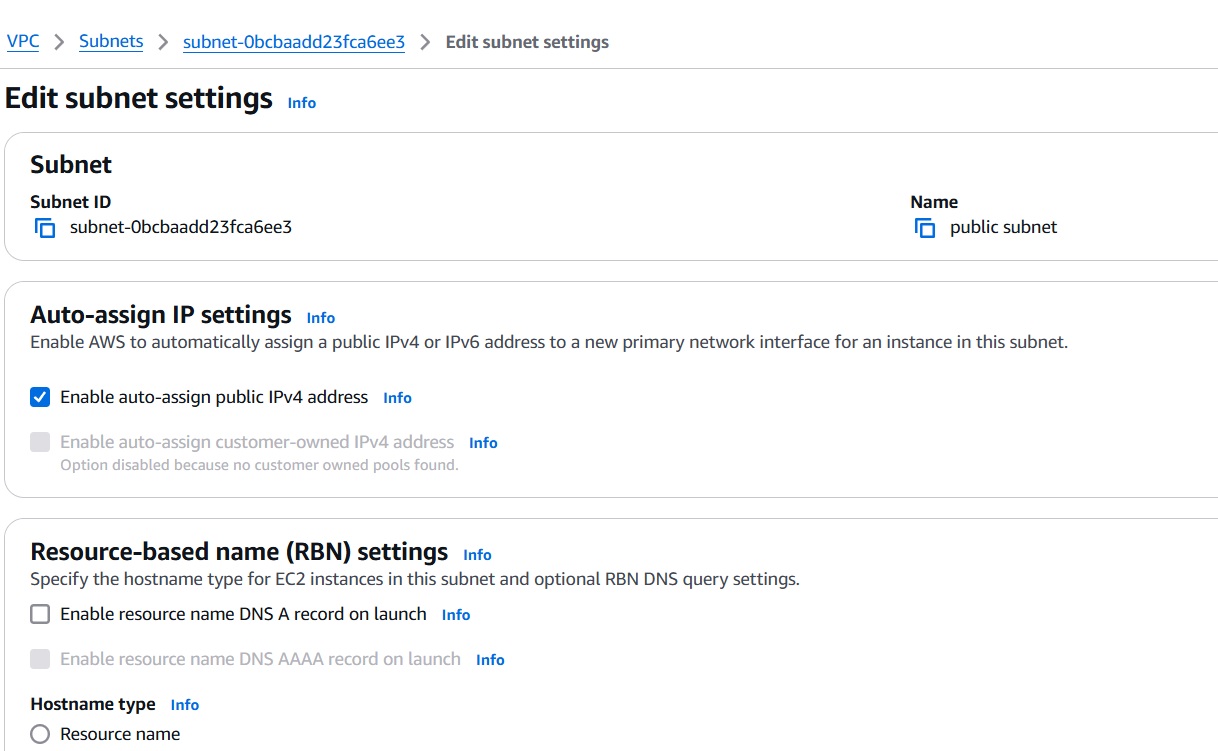 VPC > Subnets > subnet-0bcbaadd23fca6ee3 > Edit subnet settings
Edit subnet settings Info
Subnet
Subnet ID Name
subnet-0bcbaadd23fca6ee3 public subnet
Auto-assign IP settings Info
Enable AWS to automatically assign a public IPv4 or IPv6 address to a new primary network interface for an instance in this subnet.
Enable auto-assign public IPv4 address Info
Enable auto-assign customer-owned IPv4 address Info
Option disabled because no customer owned pools found.
Resource-based name (RBN) settings Info
Specify the hostname type for EC2 instances in this subnet and optional RBN DNS query settings.
Enable resource name DNS A record on launch Info
Enable resource name DNS AAAA record on launch Info
Hostname type Info
Resource name